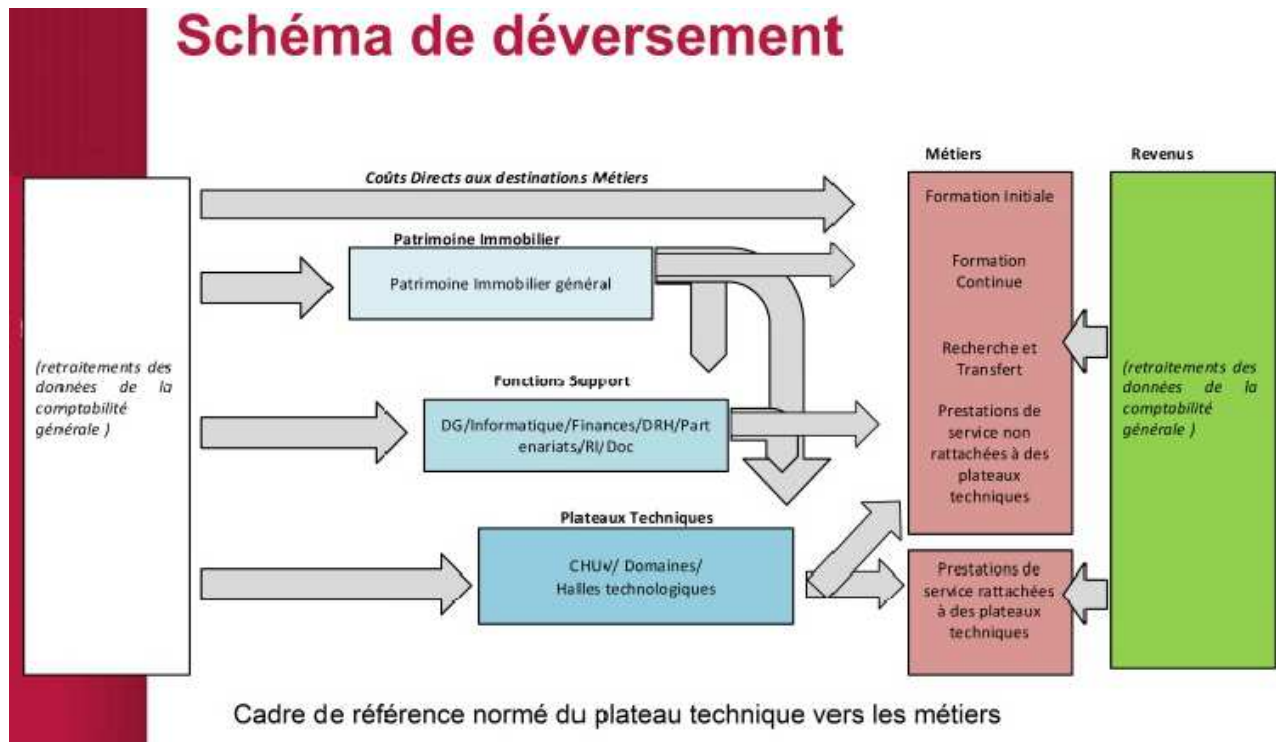 Schéma de déversement
Métiers
Revenus
Coûts Directs aux destinations Métiers
Formation Initiale
Patrimoine Immobilier
Patrimoine Immobilier général
Formation
Continue
(retraitements des
données de la
comptabilité
générale )
Recherche et
Transfert
(retraitements des
données de la
comptabilité
générale )
Fonctions Support
DG/Informatique/Finances/DRH/Part
enariats/RI/Doc
Prestations de
service non
rattachées à des
plateaux
techniques
Plateaux Techniques
CHUv/ Domaines/
Halles technologiques
Prestations de
service rattachées
à des plateaux
techniques
Cadre de référence normé du plateau technique vers les métiers